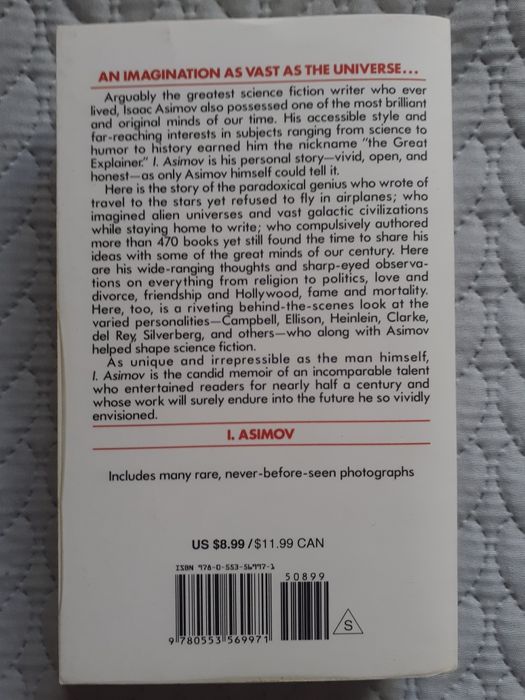 AN IMAGINATION AS VAST AS THE UNIVERSE...
Arguably the greatest science fiction writer who ever
lived, Isaac Asimov also possessed one of the most brilliant
and original minds of our time. His accessible style and
far-reaching interests in subjects ranging from science to
humor to history earned him the nickname "the Great
Explainer." I. Asimov is his personal story—vivid, open, and
honest—as only Asimov himself could tell it.
Here is the story of the paradoxical genius who wrote of
travel to the stars yet refused to fly in airplanes; who
imagined alien universes and vast galactic civilizations
while staying home to write; who compulsively authored
more than 470 books yet still found the time to share his
ideas with some of the great minds of our century. Here
are his wide-ranging thoughts and sharp-eyed observa-
tions on everything from religion to politics, love and
divorce, friendship and Hollywood, fame and mortality.
Here, too, is a riveting behind-the-scenes look at the
varied personalities—Campbell, Ellison, Heinlein, Clarke,
del Rey, Silverberg, and others—who along with Asimov
helped shape science fiction.
As unique and irrepressible as the man himself,
I. Asimov is the candid memoir of an incomparable talent
who entertained readers for nearly half a century and
whose work will surely endure into the future he so vividly
envisioned.
I. ASIMOV
Includes many rare, never-before-seen photographs
US $8.99 / $11.99 CAN
ISBN 978-0-553-56997-1
50899
9 780553 569971
S